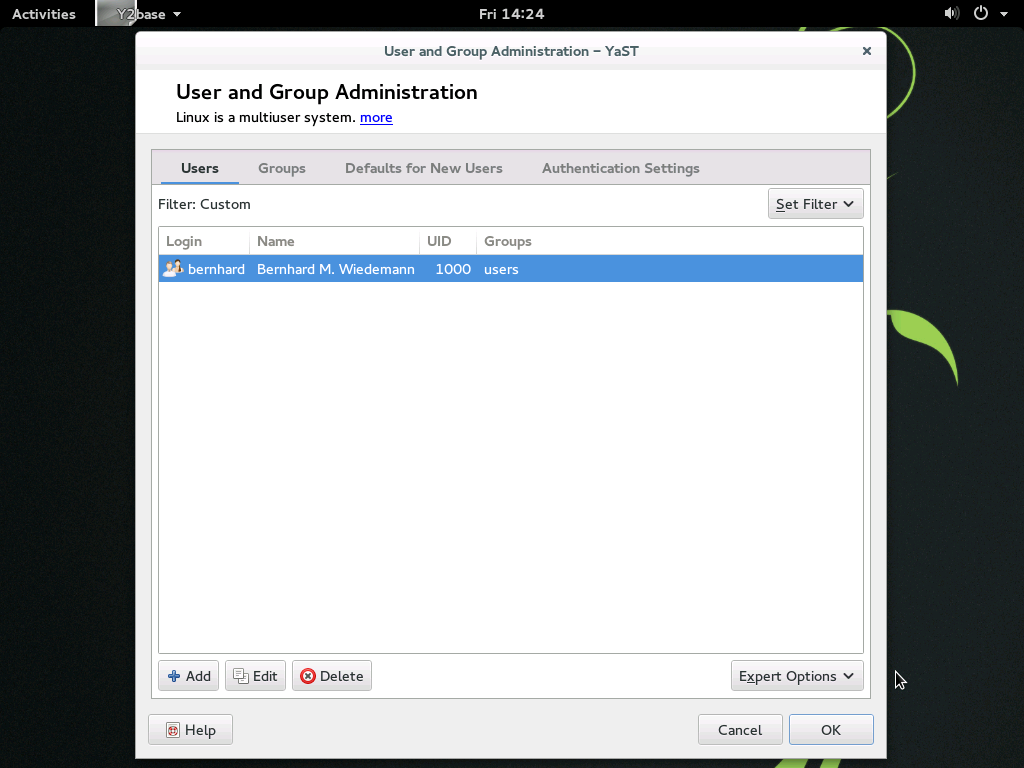 Activities Y2base Fri 14:24
User and Group Administration – YaST
User and Group Administration
Linux is a multiuser system. more
Users Groups Defaults for New Users Authentication Settings
Filter: Custom Set Filter
Login Name UID Groups
bernhard Bernhard M. Wiedemann 1000 users
Add Edit Delete Expert Options
Help Cancel OK